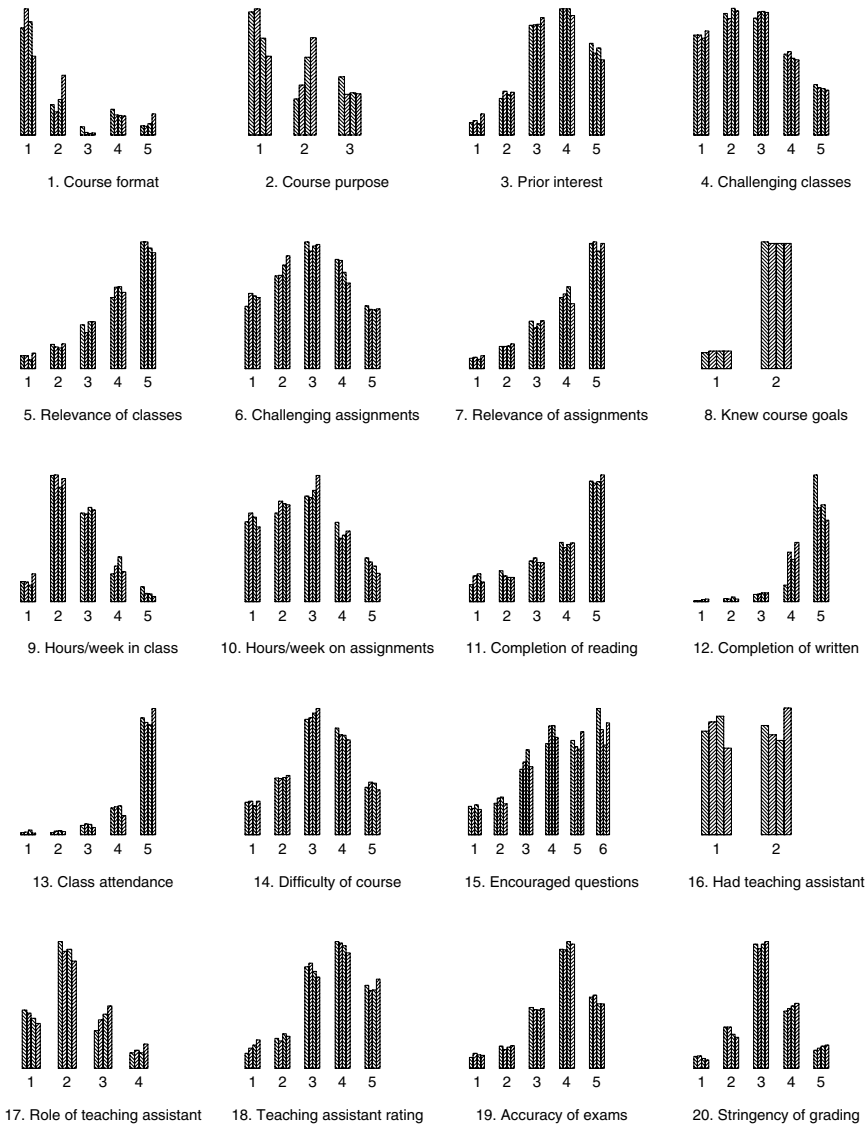 1 2 3 4 5 1 2 3 1 2 3 4 5 1 2 3 4 5
1. Course format 2. Course purpose 3. Prior interest 4. Challenging classes
1 2 3 4 5 1 2 3 4 5 1 2 3 4 5 1 2
5. Relevance of classes 6. Challenging assignments 7. Relevance of assignments 8. Knew course goals
1 2 3 4 5 1 2 3 4 5 1 2 3 4 5 1 2 3 4 5
9. Hours/week in class 10. Hours/week on assignments 11. Completion of reading 12. Completion of written
1 2 3 4 5 1 2 3 4 5 1 2 3 4 5 6 1 2
13. Class attendance 14. Difficulty of course 15. Encouraged questions 16. Had teaching assistant
1 2 3 4 1 2 3 4 5 1 2 3 4 5 1 2 3 4 5
17. Role of teaching assistant 18. Teaching assistant rating 19. Accuracy of exams 20. Stringency of grading